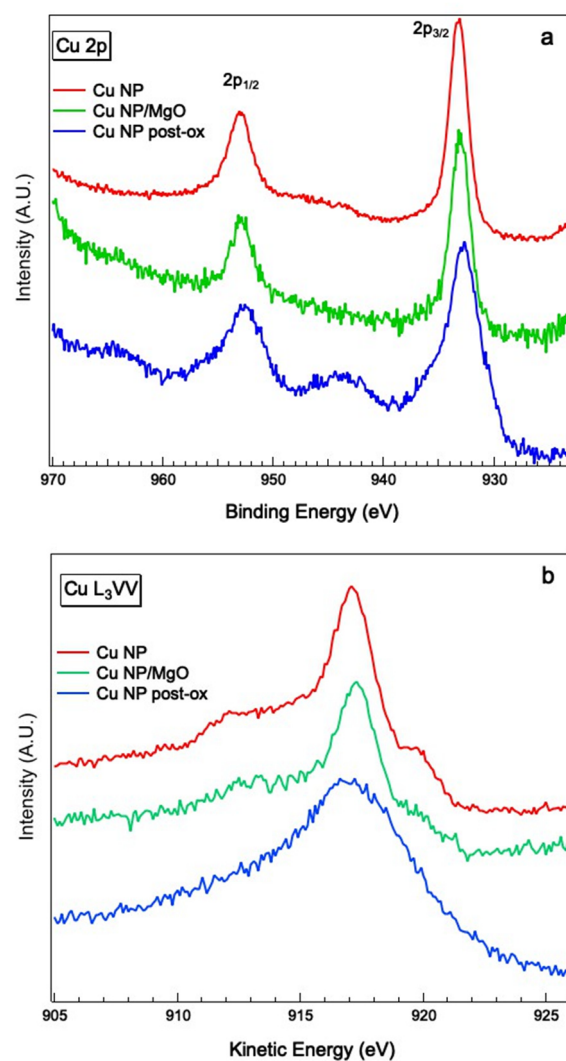 Cu 2p
a
2p3/2
2p1/2
Cu NP
Cu NP/MgO
Cu NP post-ox
Intensity (A.U.)
970 960 950 940 930
Binding Energy (eV)
Cu L3VV
b
Cu NP
Cu NP/MgO
Cu NP post-ox
Intensity (A.U.)
905 910 915 920 925
Kinetic Energy (eV)